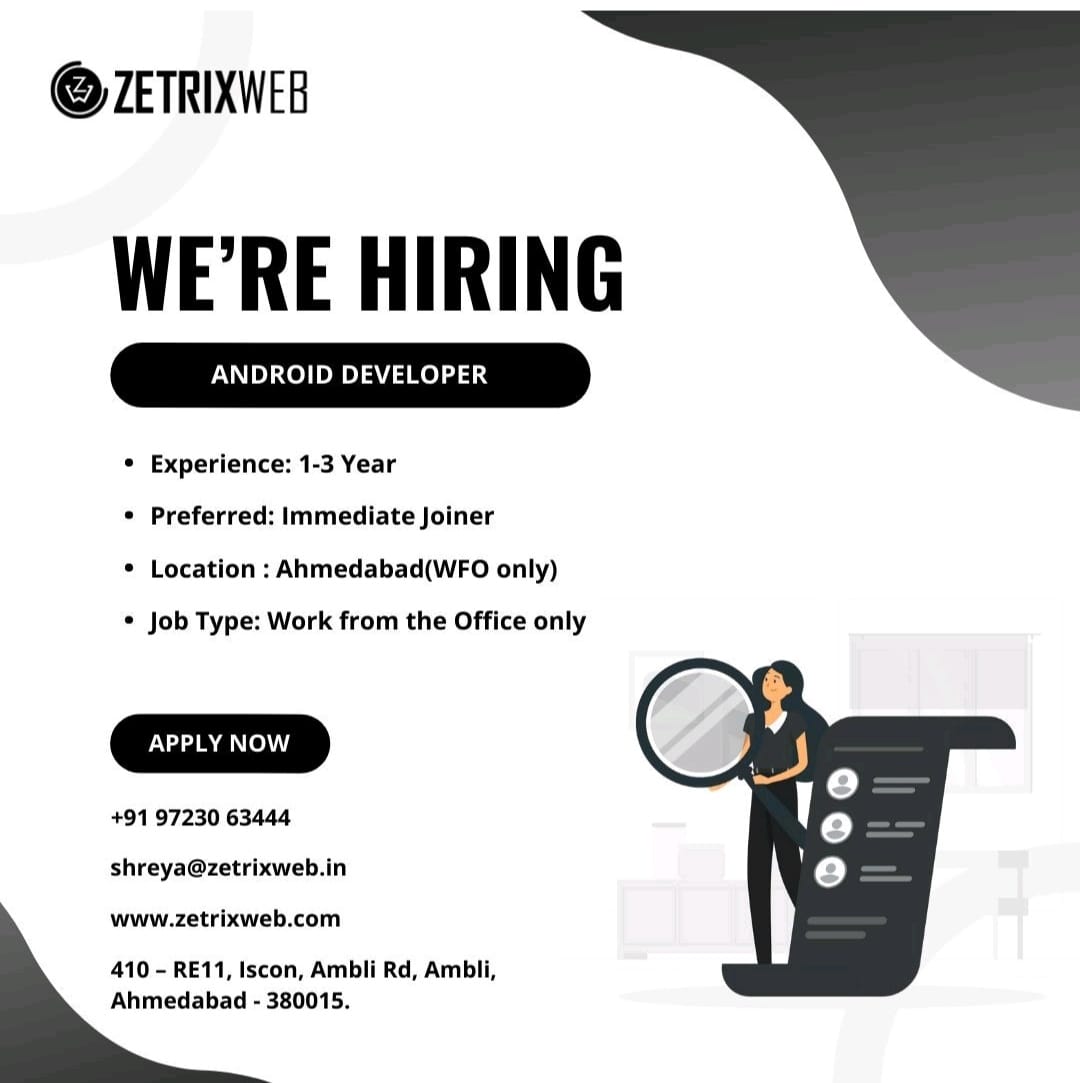 ZETRIXWEB
WE'RE HIRING
ANDROID DEVELOPER
• Experience: 1-3 Year
• Preferred: Immediate Joiner
• Location : Ahmedabad(WFO only)
• Job Type: Work from the Office only
APPLY NOW
+91 97230 63444
shreya@zetrixweb.in
www.zetrixweb.com
410 – RE11, Iscon, Ambli Rd, Ambli,
Ahmedabad - 380015.